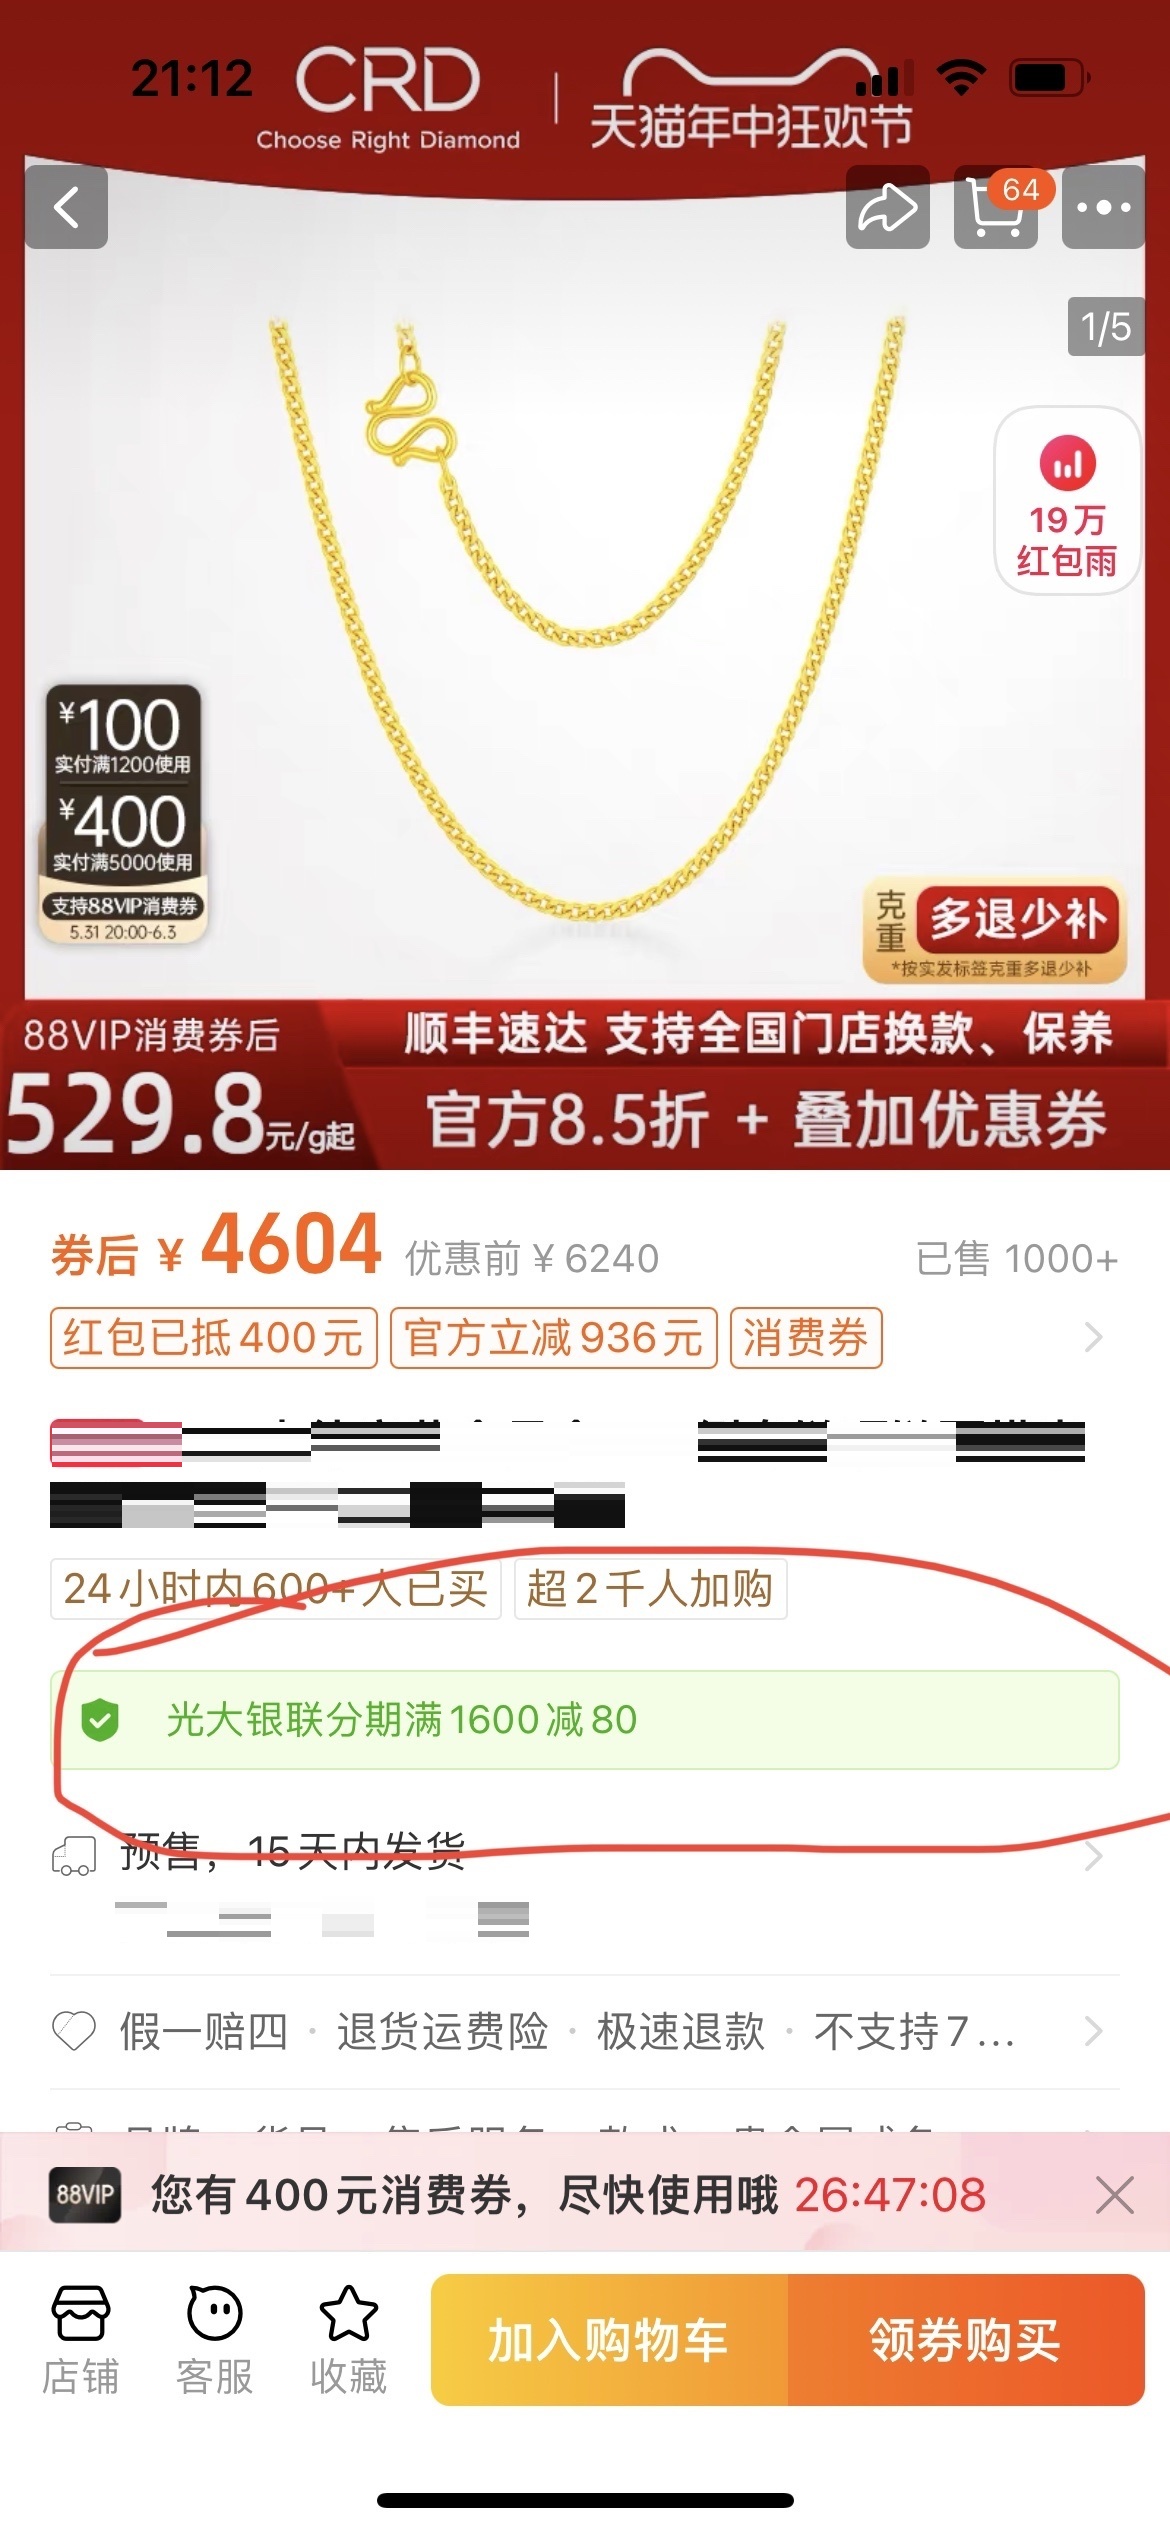 21:12
CRD
Choose Right Diamond
天猫年中狂欢节
64
1/5
19万
红包雨
¥100
实付满1200使用
¥400
实付满5000使用
支持88VIP消费券
5.31 20:00-6.3
克重
多退少补
*按实发标签克重多退少补
88VIP消费券后
529.8元/g起
顺丰速达 支持全国门店换款、保养
官方8.5折 + 叠加优惠券
券后 ¥ 4604 优惠前 ¥ 6240
已售 1000+
红包已抵400元 官方立减936元 消费券
24小时内600+人已买 超2千人加购
光大银联分期满1600减80
预售，15天内发货
假一赔四 · 退货运费险 · 极速退款 · 不支持7...
88VIP 您有400元消费券，尽快使用哦 26:47:08
店铺
客服
收藏
加入购物车
领券购买